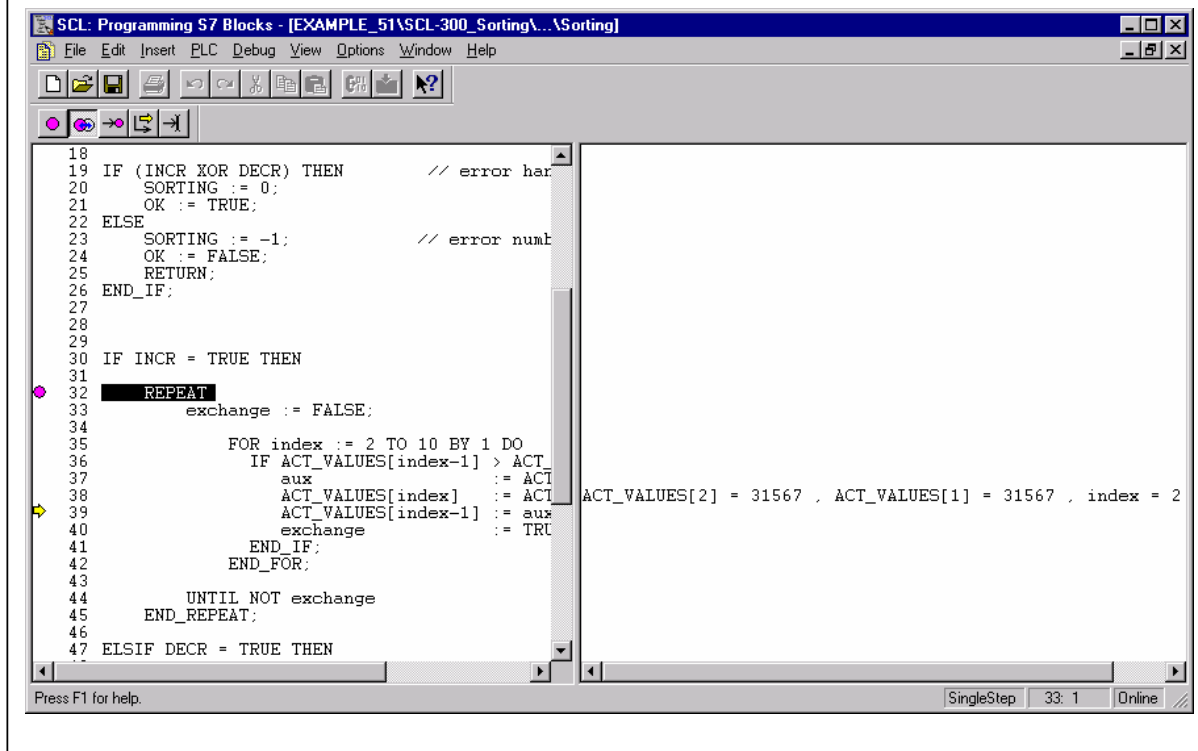 SCL: Programming S7 Blocks - [EXAMPLE_51\SCL-300_Sorting\...\Sorting]
File Edit Insert PLC Debug View Options Window Help
18
19 IF (INCR XOR DECR) THEN // error han
20 SORTING := 0;
21 OK := TRUE;
22 ELSE
23 SORTING := -1; // error numb
24 OK := FALSE;
25 RETURN;
26 END_IF;
27
28
29
30 IF INCR = TRUE THEN
31
32 REPEAT
33 exchange := FALSE;
34
35 FOR index := 2 TO 10 BY 1 DO
36 IF ACT_VALUES[index-1] > ACT_
37 aux := ACT
38 ACT_VALUES[index] := ACT
39 ACT_VALUES[index-1] := aux
40 exchange := TRU
41 END_IF;
42 END_FOR;
43
44 UNTIL NOT exchange
45 END_REPEAT;
46
47 ELSIF DECR = TRUE THEN
ACT_VALUES[2] = 31567 , ACT_VALUES[1] = 31567 , index = 2
Press F1 for help.
SingleStep 33: 1 Online